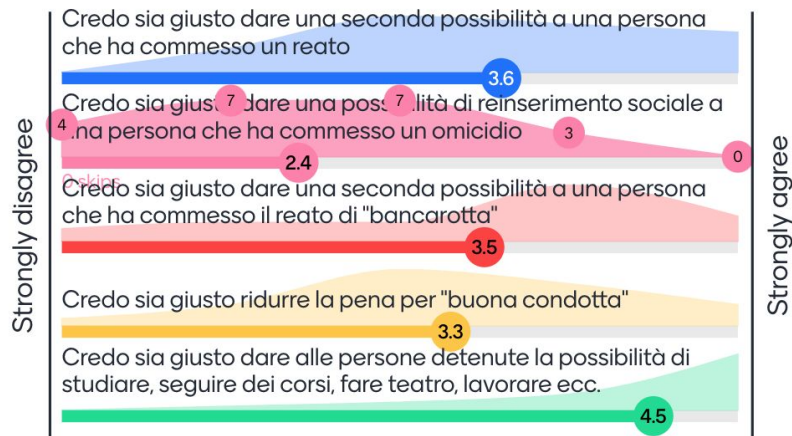 Credo sia giusto dare una seconda possibilità a una persona
che ha commesso un reato
3.6
Credo sia giusto dare una possibilità di reinserimento sociale a
una persona che ha commesso un omicidio
4
7
7
3
0
2.4
0 skips
Credo sia giusto dare una seconda possibilità a una persona
che ha commesso il reato di "bancarotta"
3.5
Credo sia giusto ridurre la pena per "buona condotta"
3.3
Credo sia giusto dare alle persone detenute la possibilità di
studiare, seguire dei corsi, fare teatro, lavorare ecc.
4.5
Strongly disagree
Strongly agree